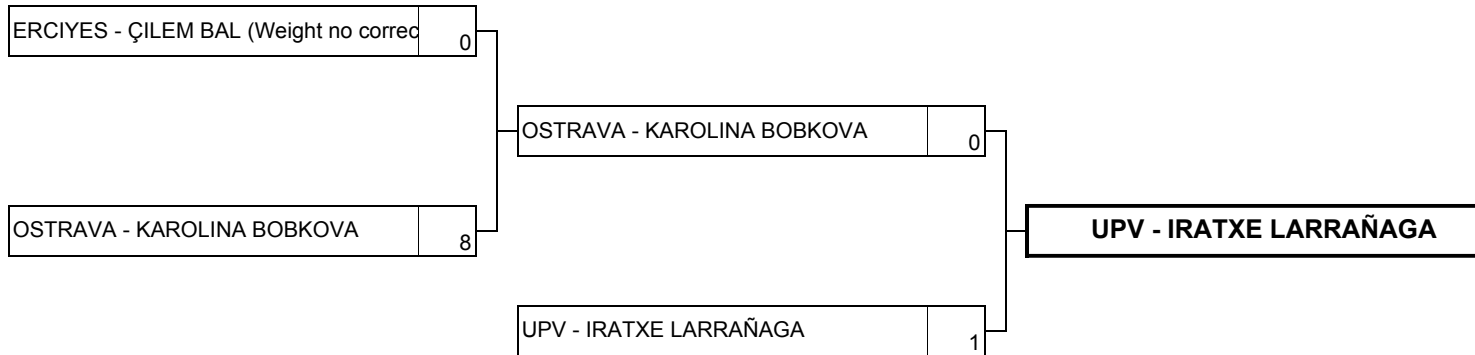 ERCIYES - ÇILEM BAL (Weight no correc 0
OSTRAVA - KAROLINA BOBKOVA 0
OSTRAVA - KAROLINA BOBKOVA 8
UPV - IRATXE LARRAÑAGA
UPV - IRATXE LARRAÑAGA 1